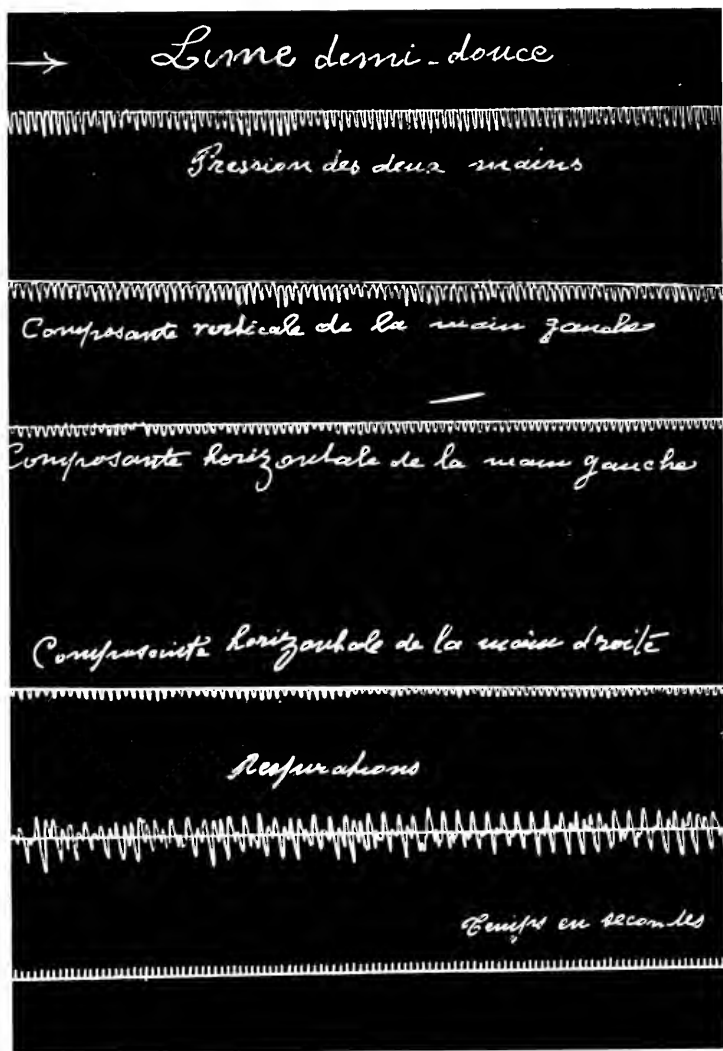 Lime demi-douce
Pression des deux mains
Composante verticale de la main gauche
Composante horizontale de la main gauche
Composante horizontale de la main droite
Respirations
Temps en secondes